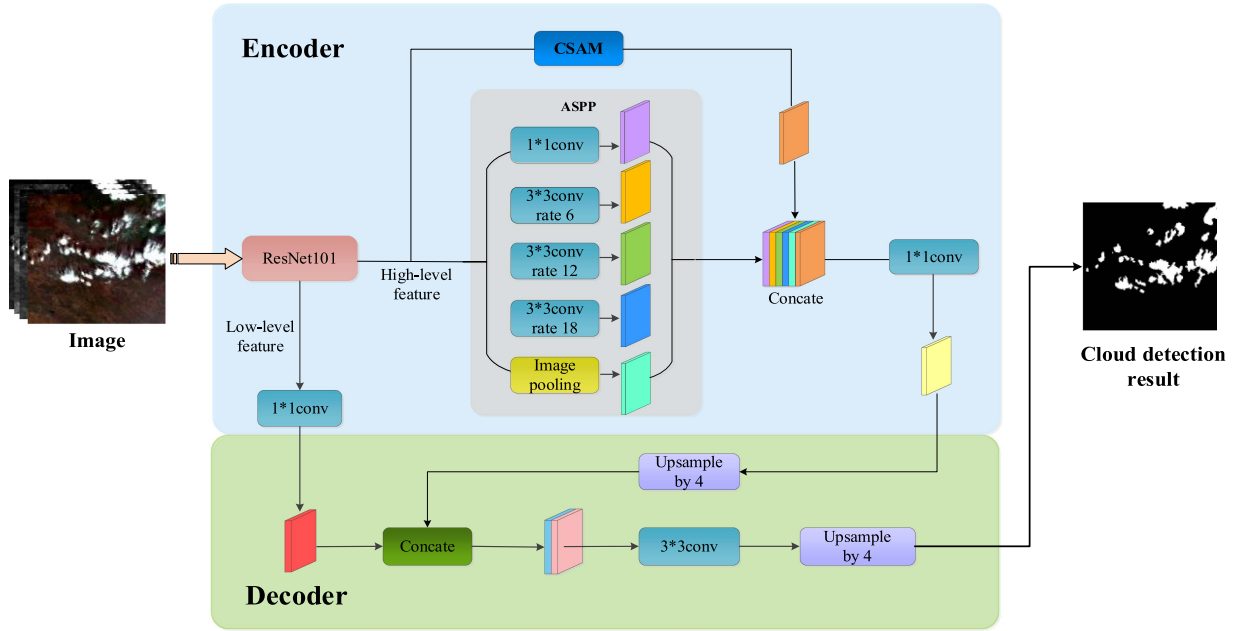 Encoder
CSAM
ASPP
1*1conv
3*3conv
rate 6
3*3conv
rate 12
3*3conv
rate 18
Image
pooling
ResNet101
High-level
feature
Low-level
feature
1*1conv
Image
Concate
1*1conv
Cloud detection
result
Upsample
by 4
Concate
3*3conv
Upsample
by 4
Decoder